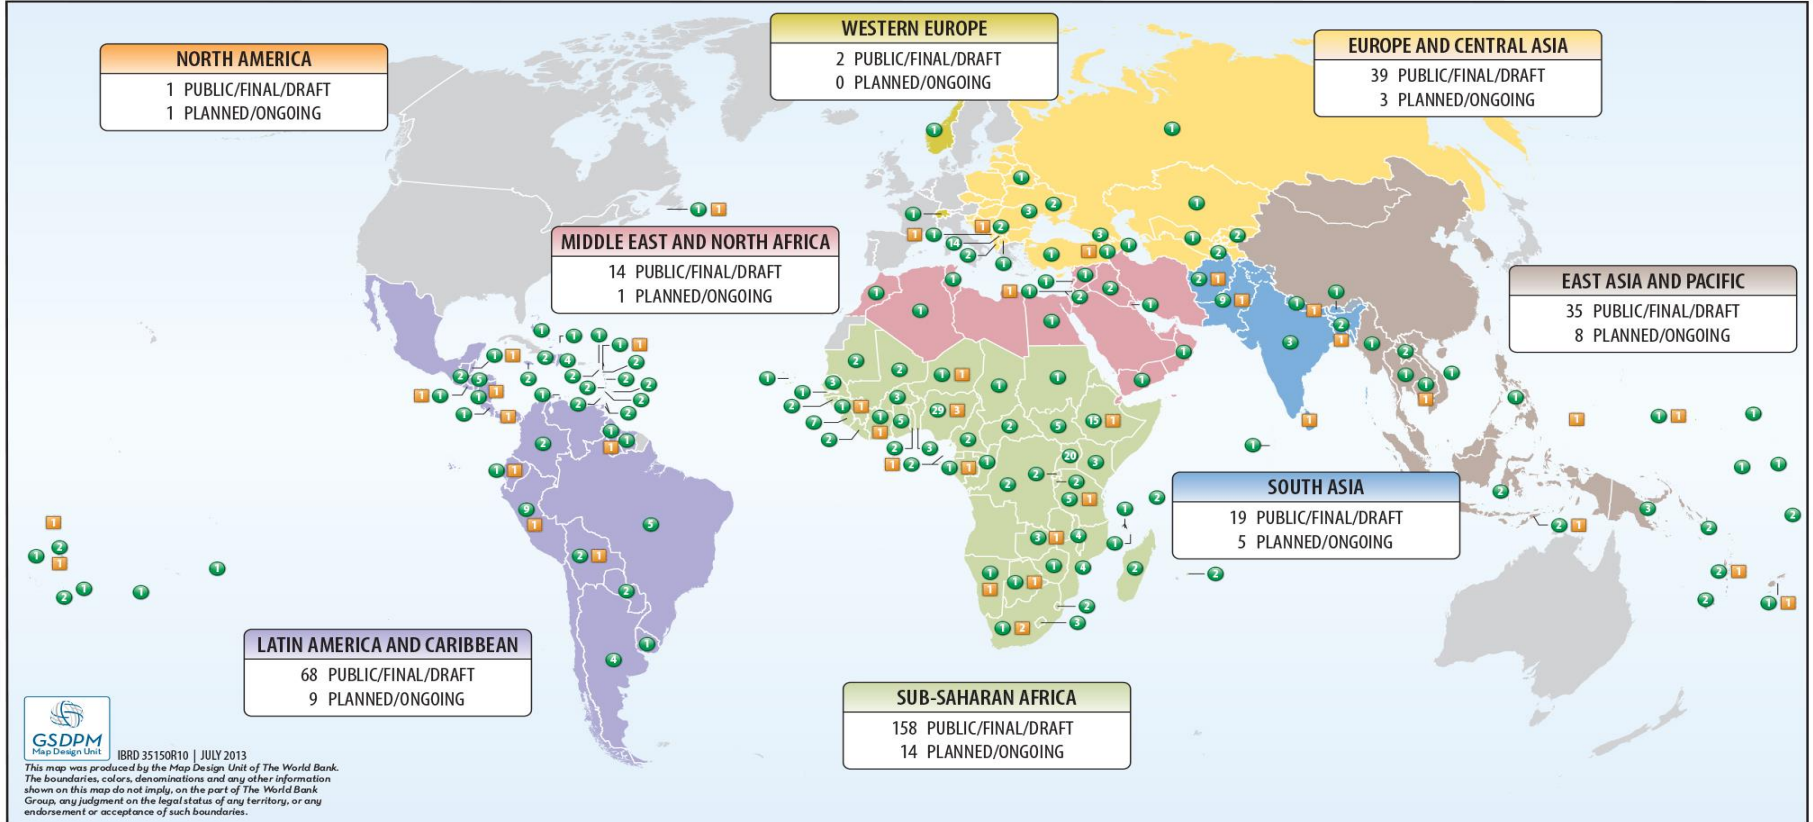 WESTERN EUROPE
2 PUBLIC/FINAL/DRAFT
0 PLANNED/ONGOING
EUROPE AND CENTRAL ASIA
39 PUBLIC/FINAL/DRAFT
3 PLANNED/ONGOING
NORTH AMERICA
1 PUBLIC/FINAL/DRAFT
1 PLANNED/ONGOING
MIDDLE EAST AND NORTH AFRICA
14 PUBLIC/FINAL/DRAFT
1 PLANNED/ONGOING
EAST ASIA AND PACIFIC
35 PUBLIC/FINAL/DRAFT
8 PLANNED/ONGOING
SOUTH ASIA
19 PUBLIC/FINAL/DRAFT
5 PLANNED/ONGOING
LATIN AMERICA AND CARIBBEAN
68 PUBLIC/FINAL/DRAFT
9 PLANNED/ONGOING
SUB-SAHARAN AFRICA
158 PUBLIC/FINAL/DRAFT
14 PLANNED/ONGOING
GSDPM
Map Design Unit
IBRD 35150R10 | JULY 2013
This map was produced by the Map Design Unit of The World Bank.
The boundaries, colors, denominations and any other information
shown on this map do not imply, on the part of The World Bank
Group, any judgment on the legal status of any territory, or any
endorsement or acceptance of such boundaries.